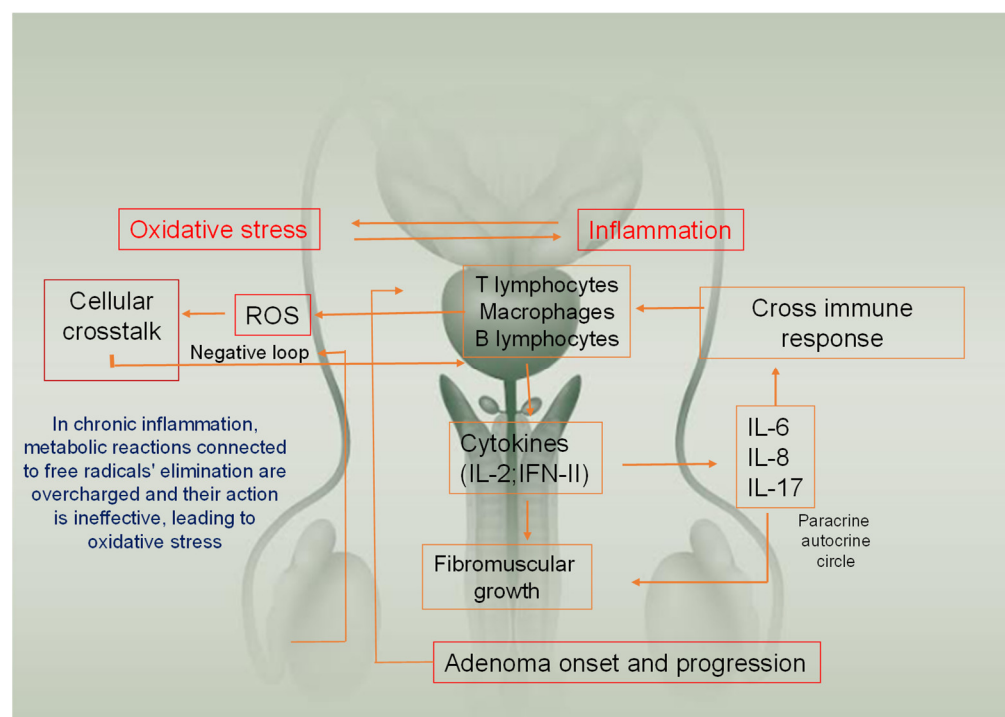 Oxidative stress
Inflammation
Cellular
crosstalk
ROS
T lymphocytes
Macrophages
B lymphocytes
Cross immune
response
Negative loop
In chronic inflammation,
metabolic reactions connected
to free radicals' elimination are
overcharged and their action
is ineffective, leading to
oxidative stress
Cytokines
(IL-2;IFN-II)
IL-6
IL-8
IL-17
Paracrine
autocrine
circle
Fibromuscular
growth
Adenoma onset and progression